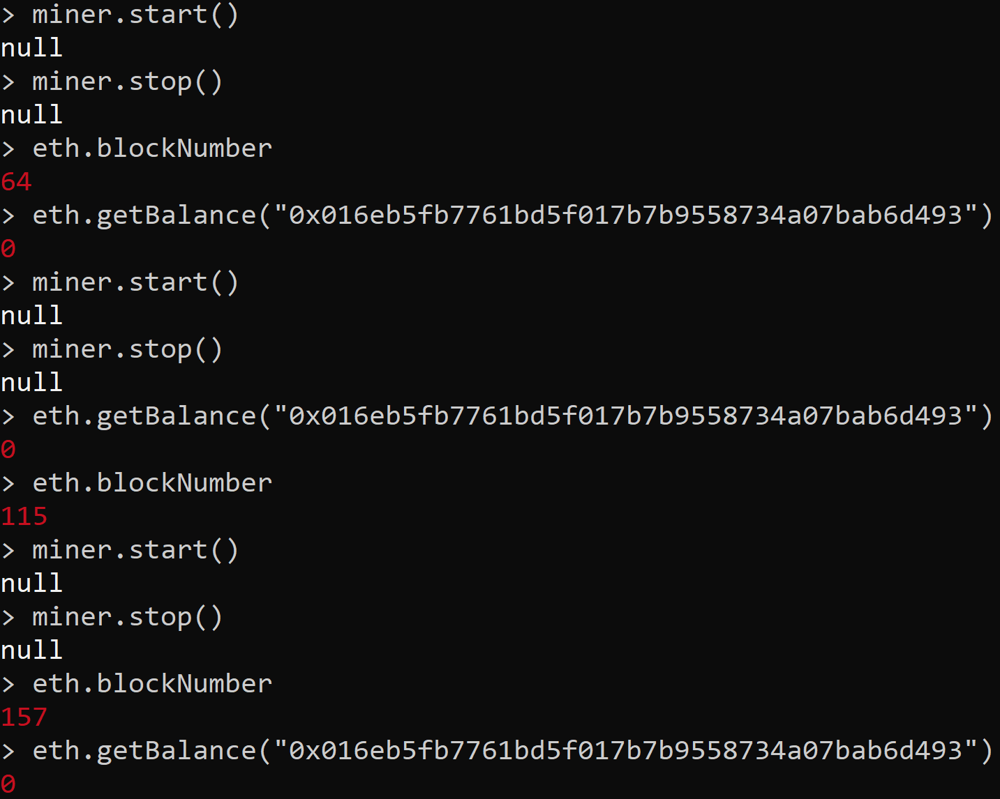 > miner.start()
null
> miner.stop()
null
> eth.blockNumber
64
> eth.getBalance("0x016eb5fb7761bd5f017b7b9558734a07bab6d493")
0
> miner.start()
null
> miner.stop()
null
> eth.getBalance("0x016eb5fb7761bd5f017b7b9558734a07bab6d493")
0
> eth.blockNumber
115
> miner.start()
null
> miner.stop()
null
> eth.blockNumber
157
> eth.getBalance("0x016eb5fb7761bd5f017b7b9558734a07bab6d493")
0